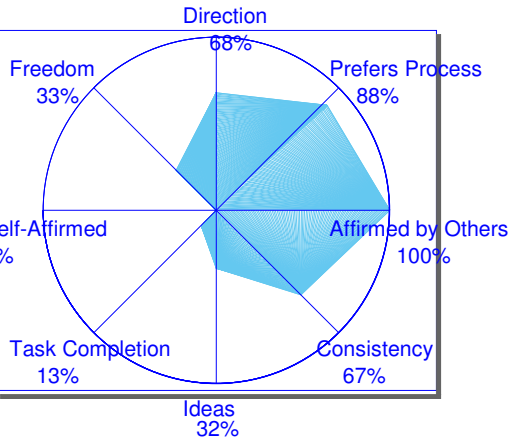 Direction
68%
Freedom
33%
Prefers Process
88%
elf-Affirmed
%
Affirmed by Others
100%
Task Completion
13%
Consistency
67%
Ideas
32%